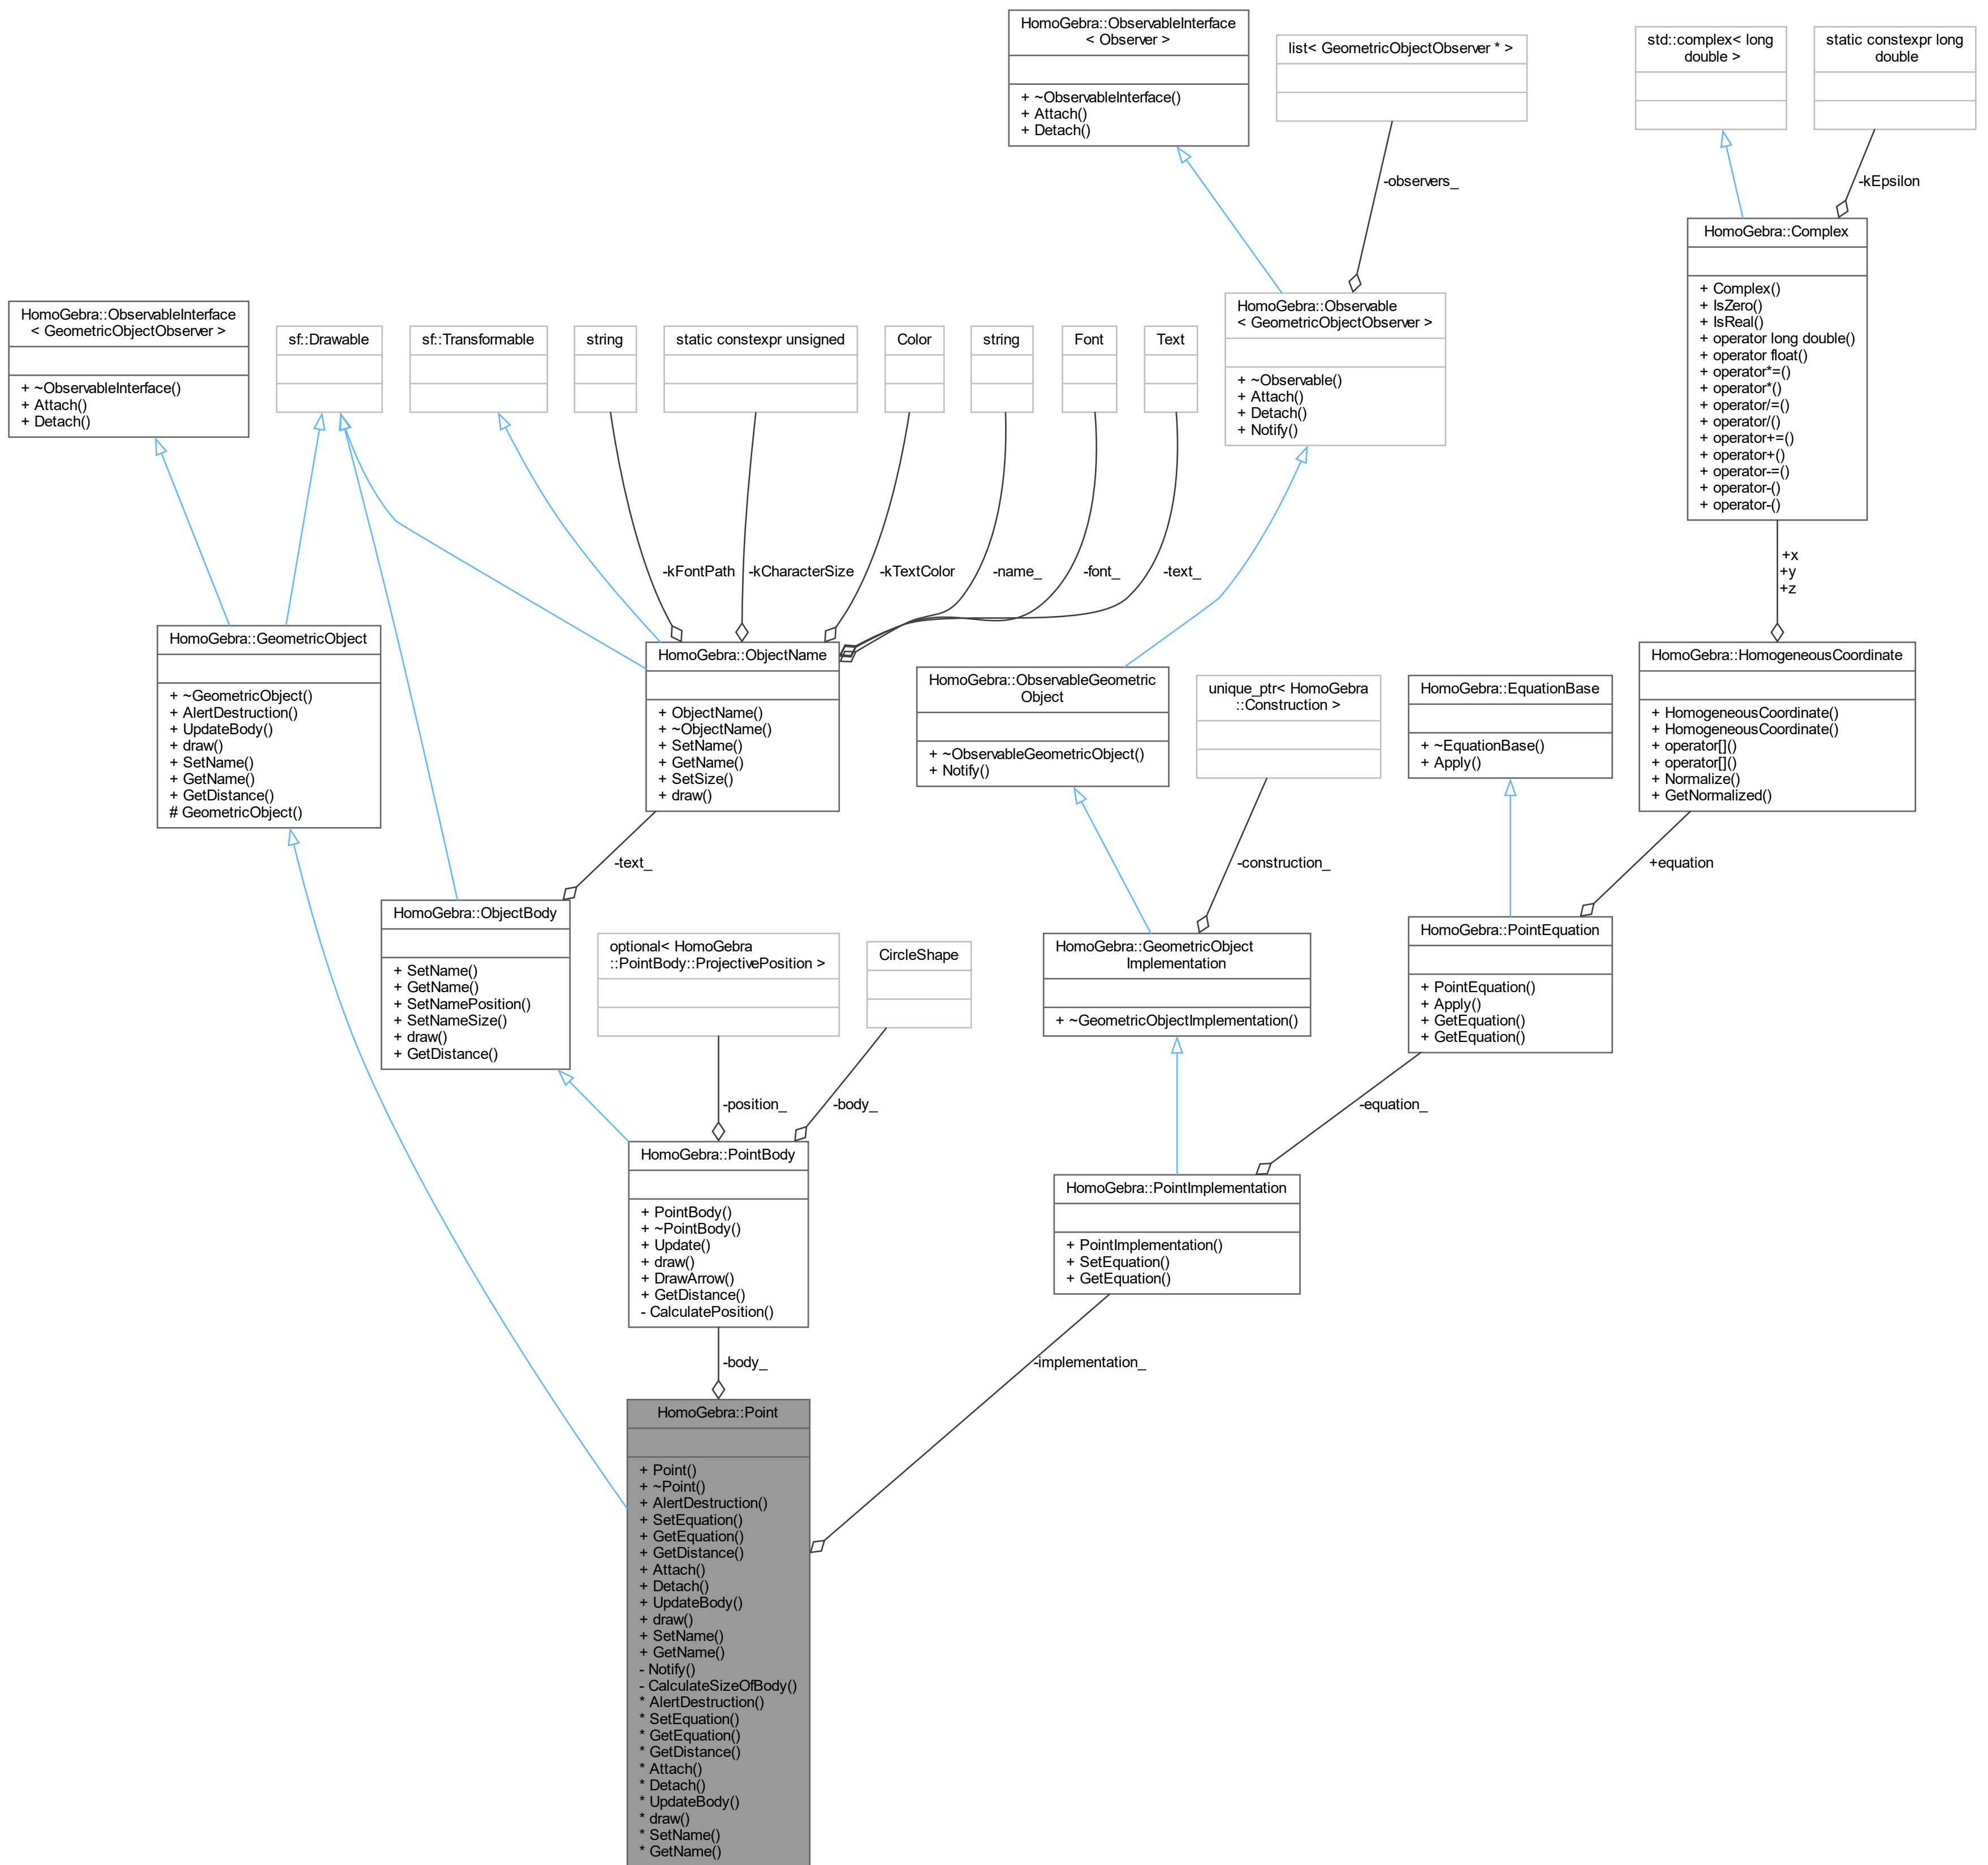 HomoGebra::ObservableInterface
< Observer >
+ ~ObservableInterface()
+ Attach()
+ Detach()
list< GeometricObjectObserver * >
std::complex< long
double >
static constexpr long
double
-observers_
-kEpsilon
HomoGebra::Complex
+ Complex()
+ IsZero()
+ IsReal()
+ operator long double()
+ operator float()
+ operator*=()
+ operator*()
+ operator/=()
+ operator/()
+ operator+=()
+ operator+()
+ operator-=()
+ operator-()
+ operator-()
HomoGebra::ObservableInterface
< GeometricObjectObserver >
+ ~ObservableInterface()
+ Attach()
+ Detach()
sf::Drawable
sf::Transformable
string
static constexpr unsigned
Color
string
Font
Text
HomoGebra::Observable
< GeometricObjectObserver >
+ ~Observable()
+ Attach()
+ Detach()
+ Notify()
-kFontPath
-kCharacterSize
-kTextColor
-name_
-font_
-text_
+x
+y
+z
HomoGebra::GeometricObject
+ ~GeometricObject()
+ AlertDestruction()
+ UpdateBody()
+ draw()
+ SetName()
+ GetName()
+ GetDistance()
# GeometricObject()
HomoGebra::ObjectName
+ ObjectName()
+ ~ObjectName()
+ SetName()
+ GetName()
+ SetSize()
+ draw()
HomoGebra::ObservableGeometric
Object
+ ~ObservableGeometricObject()
+ Notify()
unique_ptr< HomoGebra
::Construction >
HomoGebra::EquationBase
+ ~EquationBase()
+ Apply()
HomoGebra::HomogeneousCoordinate
+ HomogeneousCoordinate()
+ HomogeneousCoordinate()
+ operator[]()
+ operator[]()
+ Normalize()
+ GetNormalized()
-text_
-construction_
+equation
HomoGebra::ObjectBody
+ SetName()
+ GetName()
+ SetNamePosition()
+ SetNameSize()
+ draw()
+ GetDistance()
optional< HomoGebra
::PointBody::ProjectivePosition >
CircleShape
HomoGebra::GeometricObject
Implementation
+ ~GeometricObjectImplementation()
HomoGebra::PointEquation
+ PointEquation()
+ Apply()
+ GetEquation()
+ GetEquation()
-position_
-body_
-equation_
HomoGebra::PointBody
+ PointBody()
+ ~PointBody()
+ Update()
+ draw()
+ DrawArrow()
+ GetDistance()
- CalculatePosition()
HomoGebra::PointImplementation
+ PointImplementation()
+ SetEquation()
+ GetEquation()
-body_
-implementation_
HomoGebra::Point
+ Point()
+ ~Point()
+ AlertDestruction()
+ SetEquation()
+ GetEquation()
+ GetDistance()
+ Attach()
+ Detach()
+ UpdateBody()
+ draw()
+ SetName()
+ GetName()
- Notify()
- CalculateSizeOfBody()
* AlertDestruction()
* SetEquation()
* GetEquation()
* GetDistance()
* Attach()
* Detach()
* UpdateBody()
* draw()
* SetName()
* GetName()